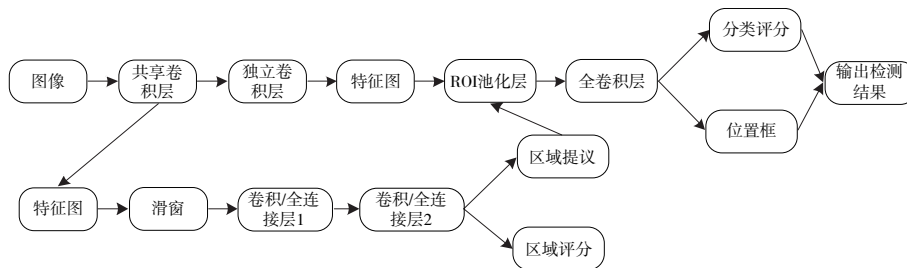 图像
共享卷
积层
独立卷
积层
特征图
ROI池化层
全卷积层
分类评分
位置框
输出检测
结果
区域提议
特征图
滑窗
卷积/全连
接层1
卷积/全连
接层2
区域评分